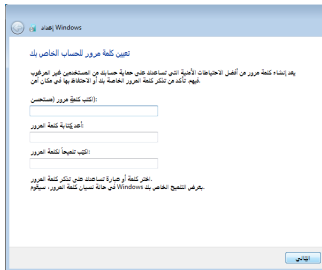 إعداد Windows
تعيين كلمة مرور للحساب الخاص بك
يعد إنشاء كلمة مرور من أفضل الاحتياطات الأمنية التي تساعدك على حماية حسابك من المستخدمين غير المرغوب
فيهم. تأكد من تذكر كلمة المرور الخاصة بك أو الاحتفاظ بها في مكان آمن.
اكتب كلمة مرور (مستحسن):
أعد كتابة كلمة المرور:
اكتب تلميحاً لكلمة المرور:
اختر كلمة أو عبارة تساعدك على تذكر كلمة المرور.
في حالة نسيان كلمة المرور، سيقوم Windows بعرض التلميح الخاص بك.
التالي